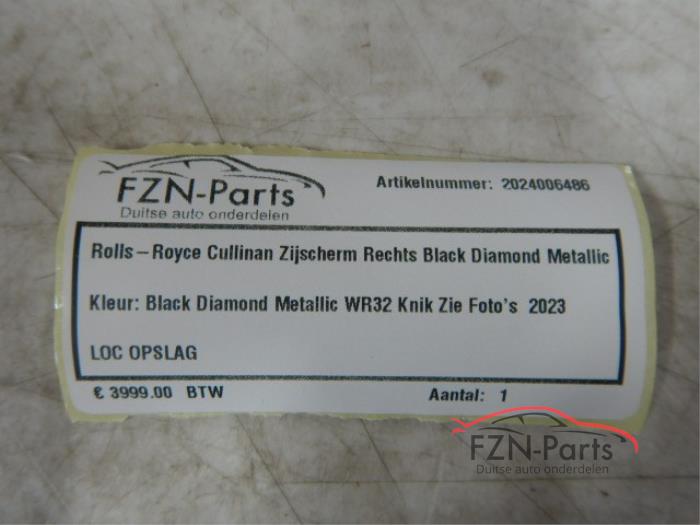 FZN-Parts
Duitse auto onderdelen
Artikelnummer: 2024006486
Rolls-Royce Cullinan Zijscherm Rechts Black Diamond Metallic
Kleur: Black Diamond Metallic WR32 Knik Zie Foto's 2023
LOC OPSLAG
€ 3999.00 BTW
Aantal: 1
FZN-Parts
Duitse auto onderdelen